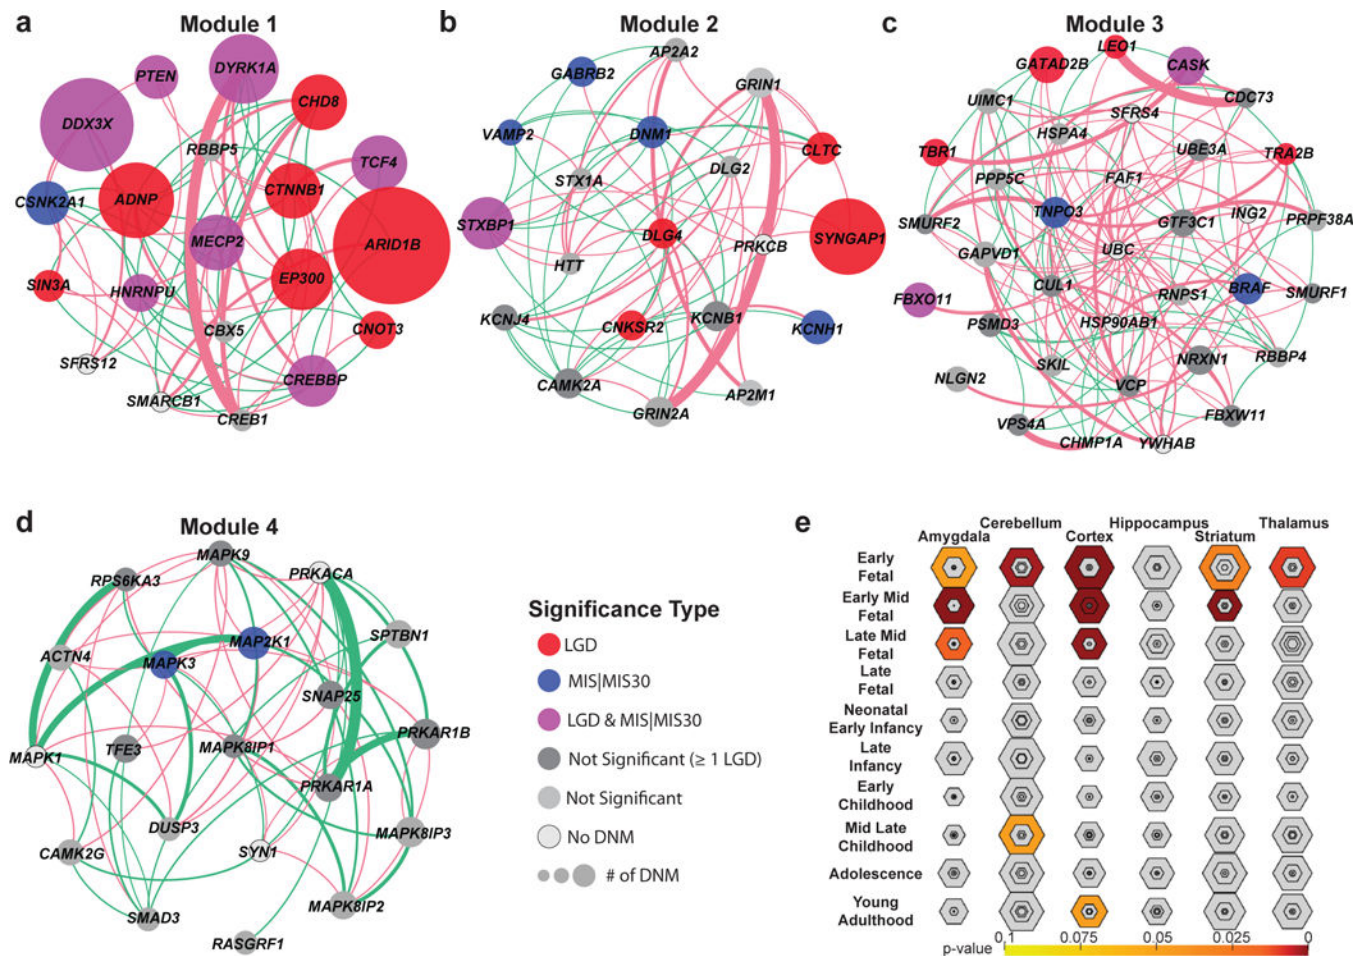 a
Module 1
DYRK1A
PTEN
CHD8
DDX3X
RBBP5
TCF4
CSNK2A1
ADNP
CTNNB1
MECP2
ARID1B
SIN3A
HNRNPU
EP300
CBX5
CNOT3
SFRS12
CREBBP
SMARCB1
CREB1
b
Module 2
AP2A2
GABRB2
GRIN1
VAMP2
DNM1
CLTC
STX1A
DLG2
STXBP1
DLG4
PRKCB
SYNGAP1
HTT
KCNJ4
CNKSR2
KCNB1
KCNH1
CAMK2A
AP2M1
GRIN2A
c
Module 3
LEO1
GATAD2B
CASK
UIMC1
CDC73
SFRS4
HSPA4
TBR1
UBE3A
TRA2B
PPP5C
FAF1
SMURF2
TNPO3
GTF3C1
ING2
PRPF38A
GAPVD1
UBC
FBXO11
CUL1
RNPS1
BRAF
SMURF1
PSMD3
HSP90AB1
SKIL
NRXN1
RBBP4
NLGN2
VCP
VPS4A
FBXW11
CHMP1A
YWHAB
d
Module 4
MAPK9
RPS6KA3
PRKACA
MAP2K1
SPTBN1
ACTN4
MAPK3
SNAP25
MAPK1
TFE3
MAPK8IP1
PRKAR1B
PRKAR1A
DUSP3
MAPK8IP3
CAMK2G
SYN1
SMAD3
MAPK8IP2
RASGRF1
Significance Type
LGD
MIS|MIS30
LGD & MIS|MIS30
Not Significant (≥ 1 LGD)
Not Significant
No DNM
# of DNM
e
Amygdala
Cerebellum
Cortex
Hippocampus
Striatum
Thalamus
Early
Fetal
Early Mid
Fetal
Late Mid
Fetal
Late
Fetal
Neonatal
Early Infancy
Late
Infancy
Early
Childhood
Mid Late
Childhood
Adolescence
Young
Adulthood
p-value
0.1 0.075 0.05 0.025 0